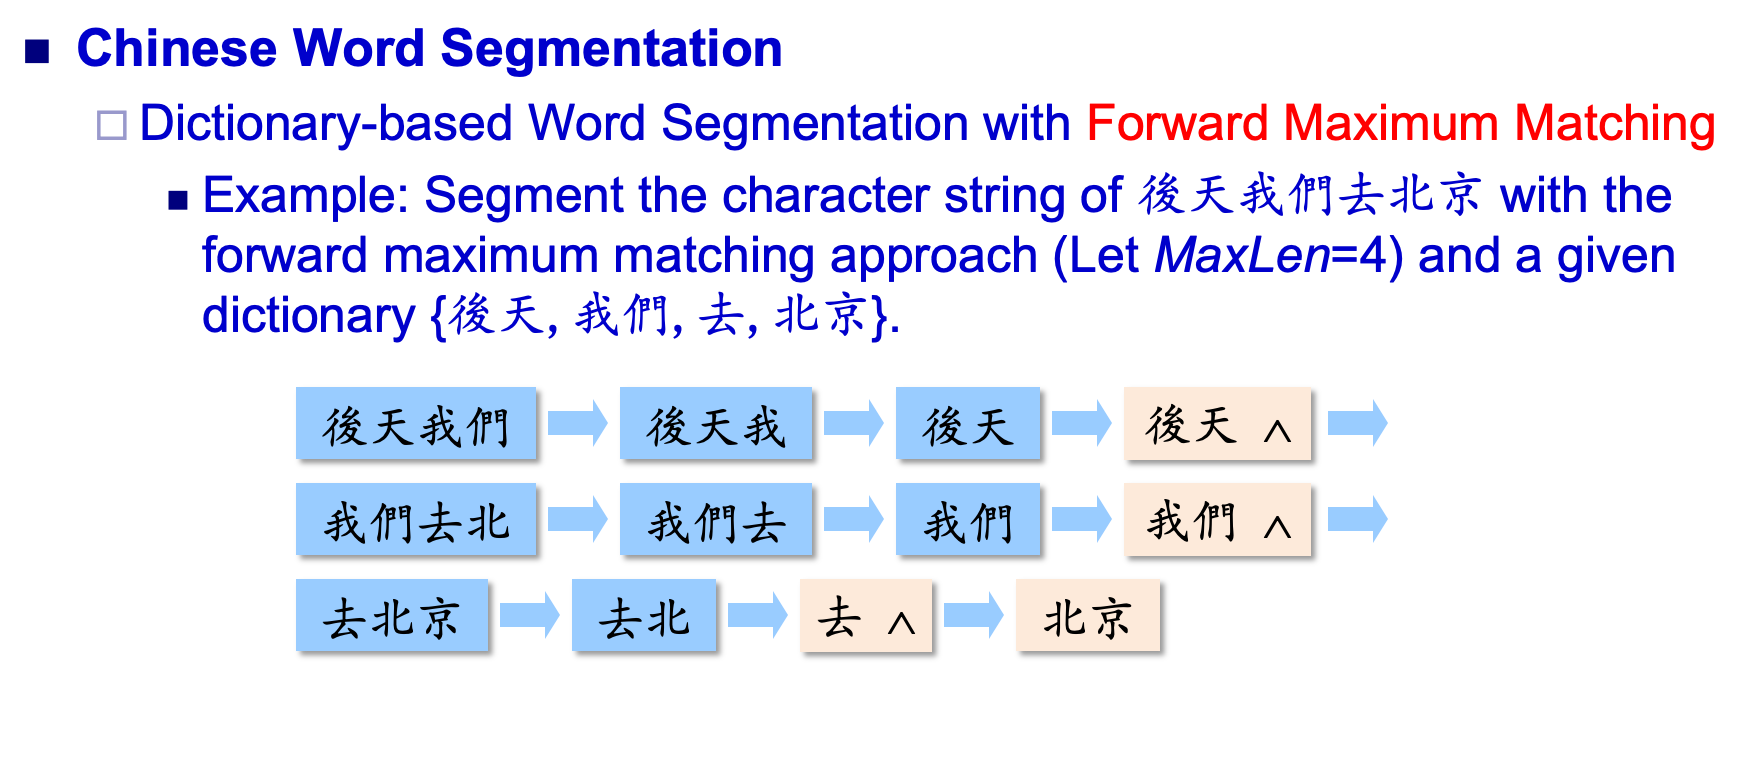 Chinese Word Segmentation
Dictionary-based Word Segmentation with Forward Maximum Matching
Example: Segment the character string of 後天我們去北京 with the
forward maximum matching approach (Let MaxLen=4) and a given
dictionary {後天, 我們, 去, 北京}.
後天我們 後天我 後天 後天 ∧
我們去北 我們去 我們 我們 ∧
去北京 去北 去 ∧ 北京